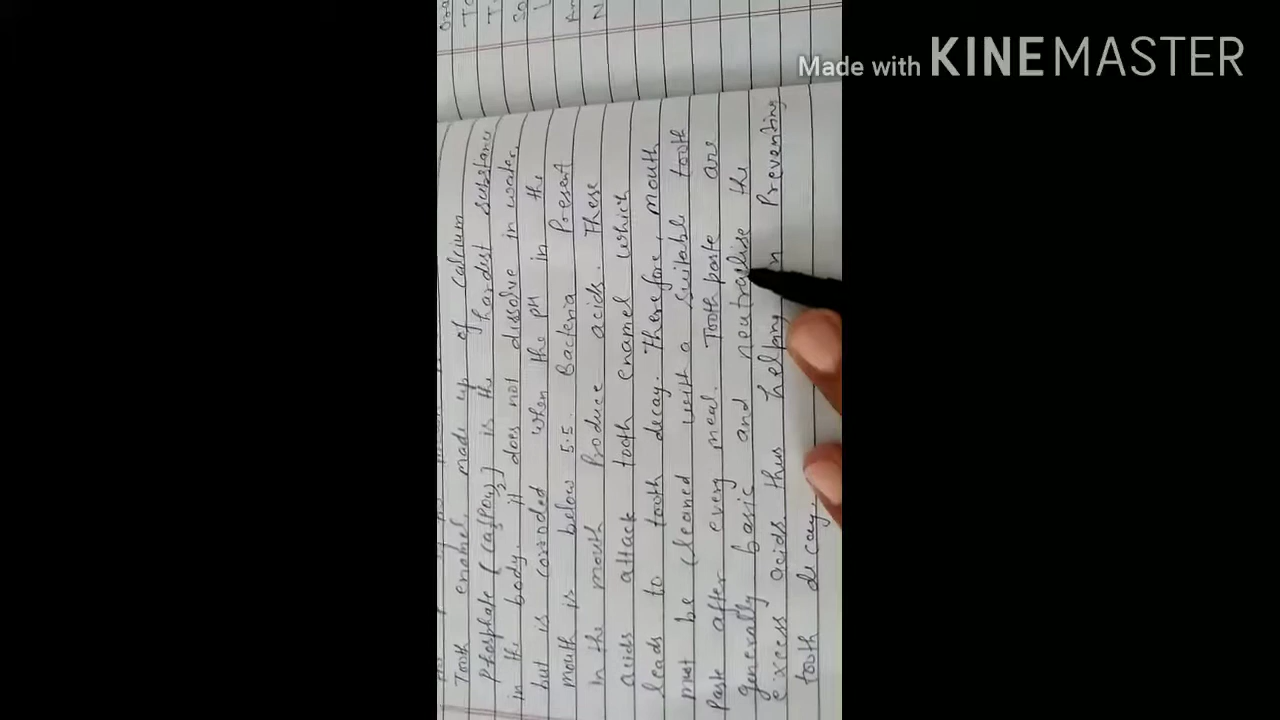 Made with KINEMASTER
Tooth enamel, made up of calcium
Phosphate [Ca3(PO4)2] is the hardest substance
in the body. It does not dissolve in water,
but is corroded when the pH in the
mouth is below 5.5. Bacteria Present
in the mouth Produce acids. These
acids attack tooth enamel which
leads to tooth decay. Therefore, mouth
must be cleaned with a suitable tooth
Paste after every meal. Tooth paste are
generally basic and neutralise the
excess acids thus helping in Preventing
tooth decay.